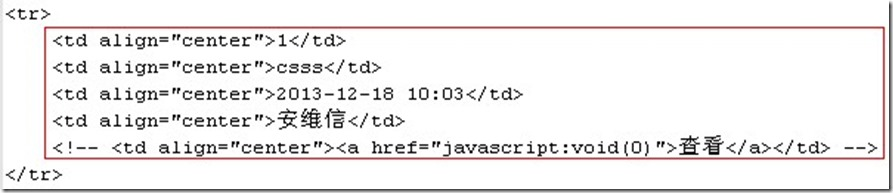 <tr>
<td align="center">1</td>
<td align="center">csss</td>
<td align="center">2013-12-18 10:03</td>
<td align="center">安维信</td>
<!-- <td align="center"><a href="javascript:void(0)">查看</a></td> -->
</tr>